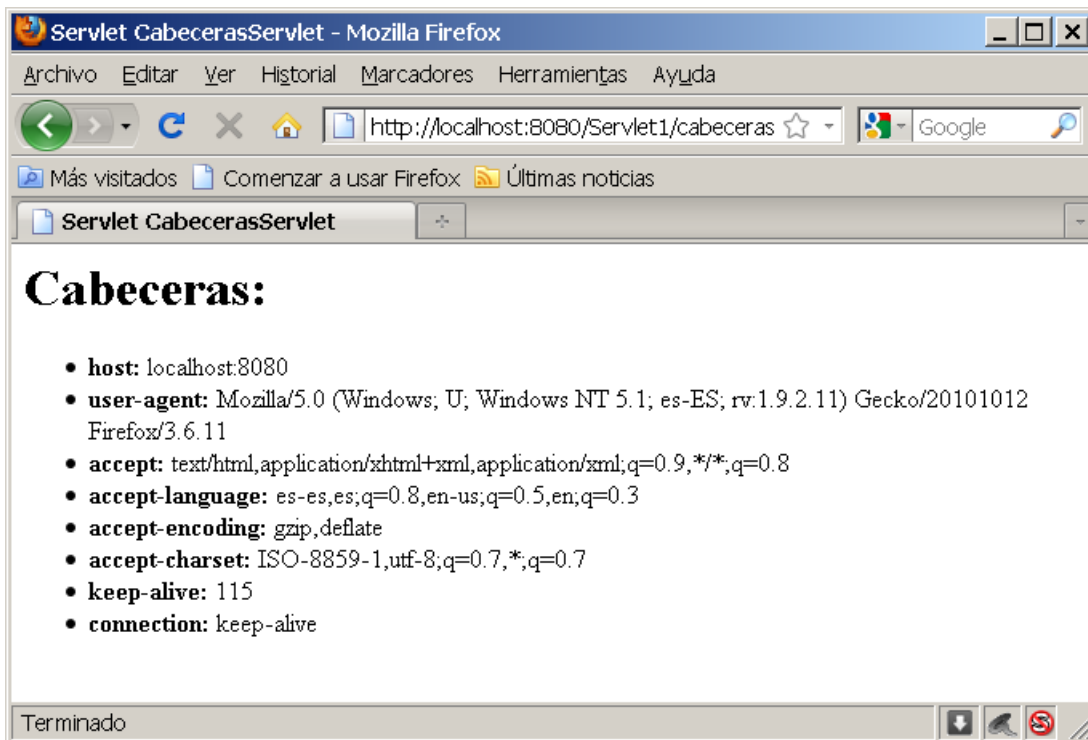 Servlet CabecerasServlet - Mozilla Firefox
Archivo Editar Ver Historial Marcadores Herramientas Ayuda
http://localhost:8080/Servlet1/cabeceras Google
Más visitados Comenzar a usar Firefox Últimas noticias
Servlet CabecerasServlet
Cabeceras:
• host: localhost:8080
• user-agent: Mozilla/5.0 (Windows; U; Windows NT 5.1; es-ES; rv:1.9.2.11) Gecko/20101012
Firefox/3.6.11
• accept: text/html,application/xhtml+xml,application/xml;q=0.9,*/*;q=0.8
• accept-language: es-es,es;q=0.8,en-us;q=0.5,en;q=0.3
• accept-encoding: gzip,deflate
• accept-charset: ISO-8859-1,utf-8;q=0.7,*;q=0.7
• keep-alive: 115
• connection: keep-alive
Terminado